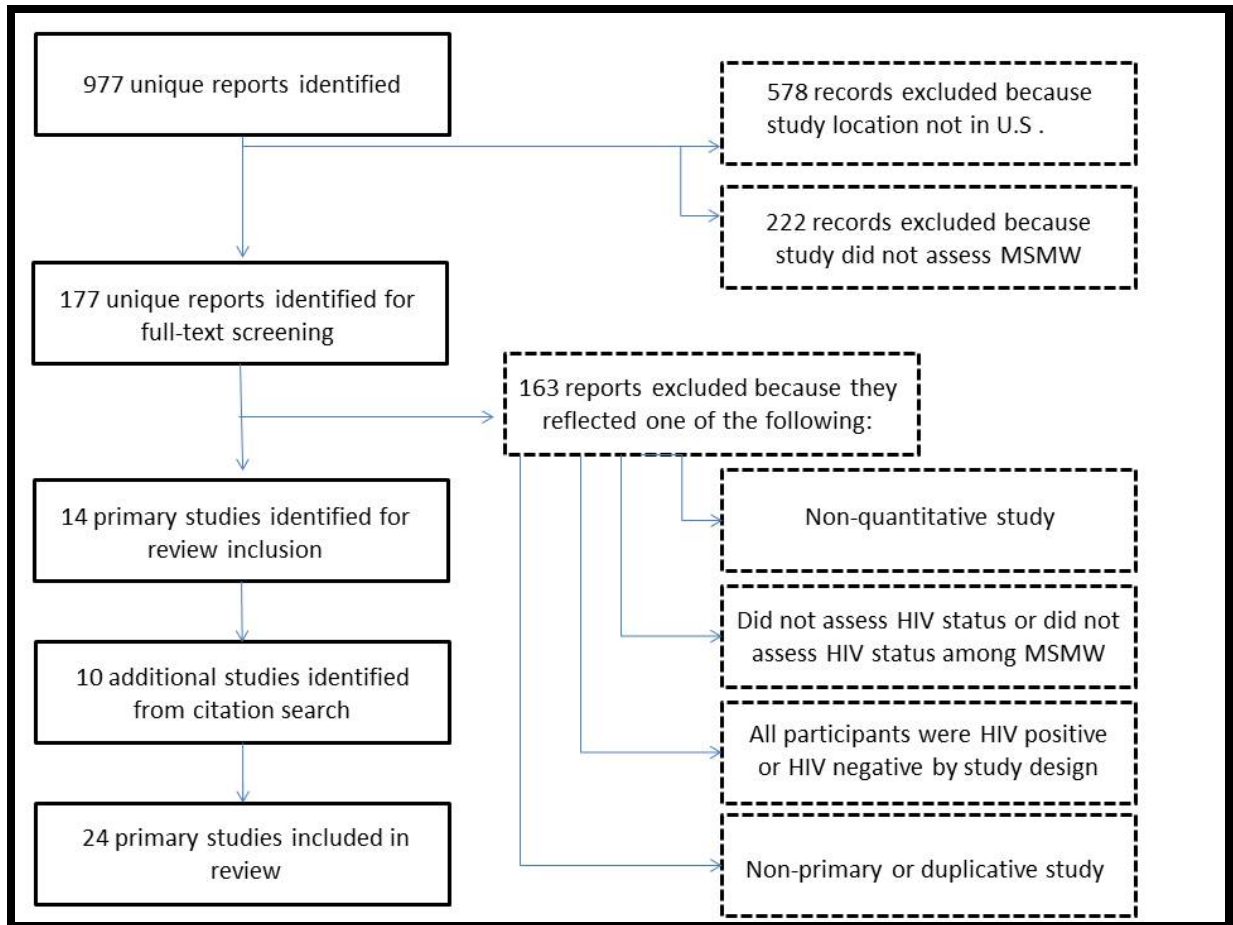 977 unique reports identified
578 records excluded because
study location not in U.S .
222 records excluded because
study did not assess MSMW
177 unique reports identified for
full-text screening
163 reports excluded because they
reflected one of the following:
14 primary studies identified for
review inclusion
Non-quantitative study
Did not assess HIV status or did not
assess HIV status among MSMW
10 additional studies identified
from citation search
All participants were HIV positive
or HIV negative by study design
24 primary studies included in
review
Non-primary or duplicative study